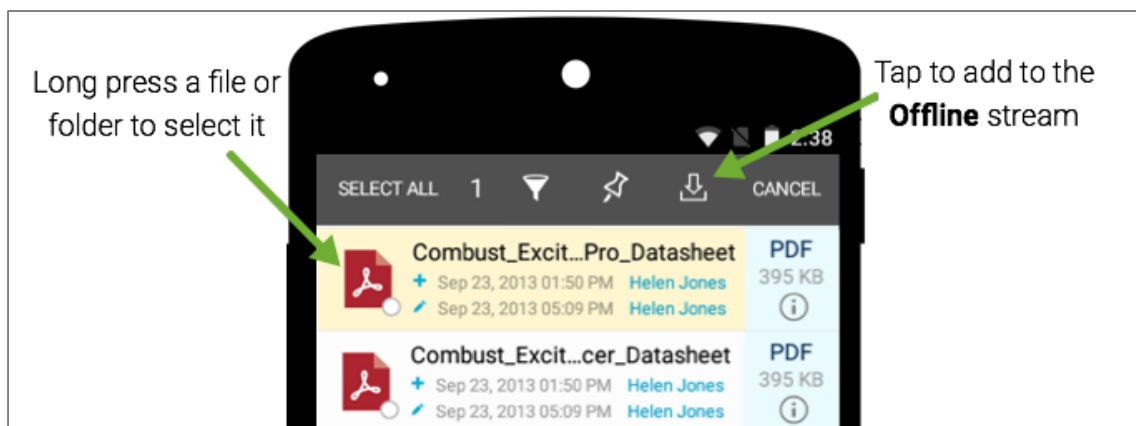 Long press a file or
folder to select it
Tap to add to the
Offline stream
2:38
SELECT ALL 1 CANCEL
Combust_Excit...Pro_Datasheet PDF
+ Sep 23, 2013 01:50 PM Helen Jones 395 KB
Sep 23, 2013 05:09 PM Helen Jones
Combust_Excit...cer_Datasheet PDF
+ Sep 23, 2013 01:50 PM Helen Jones 395 KB
Sep 23, 2013 05:09 PM Helen Jones